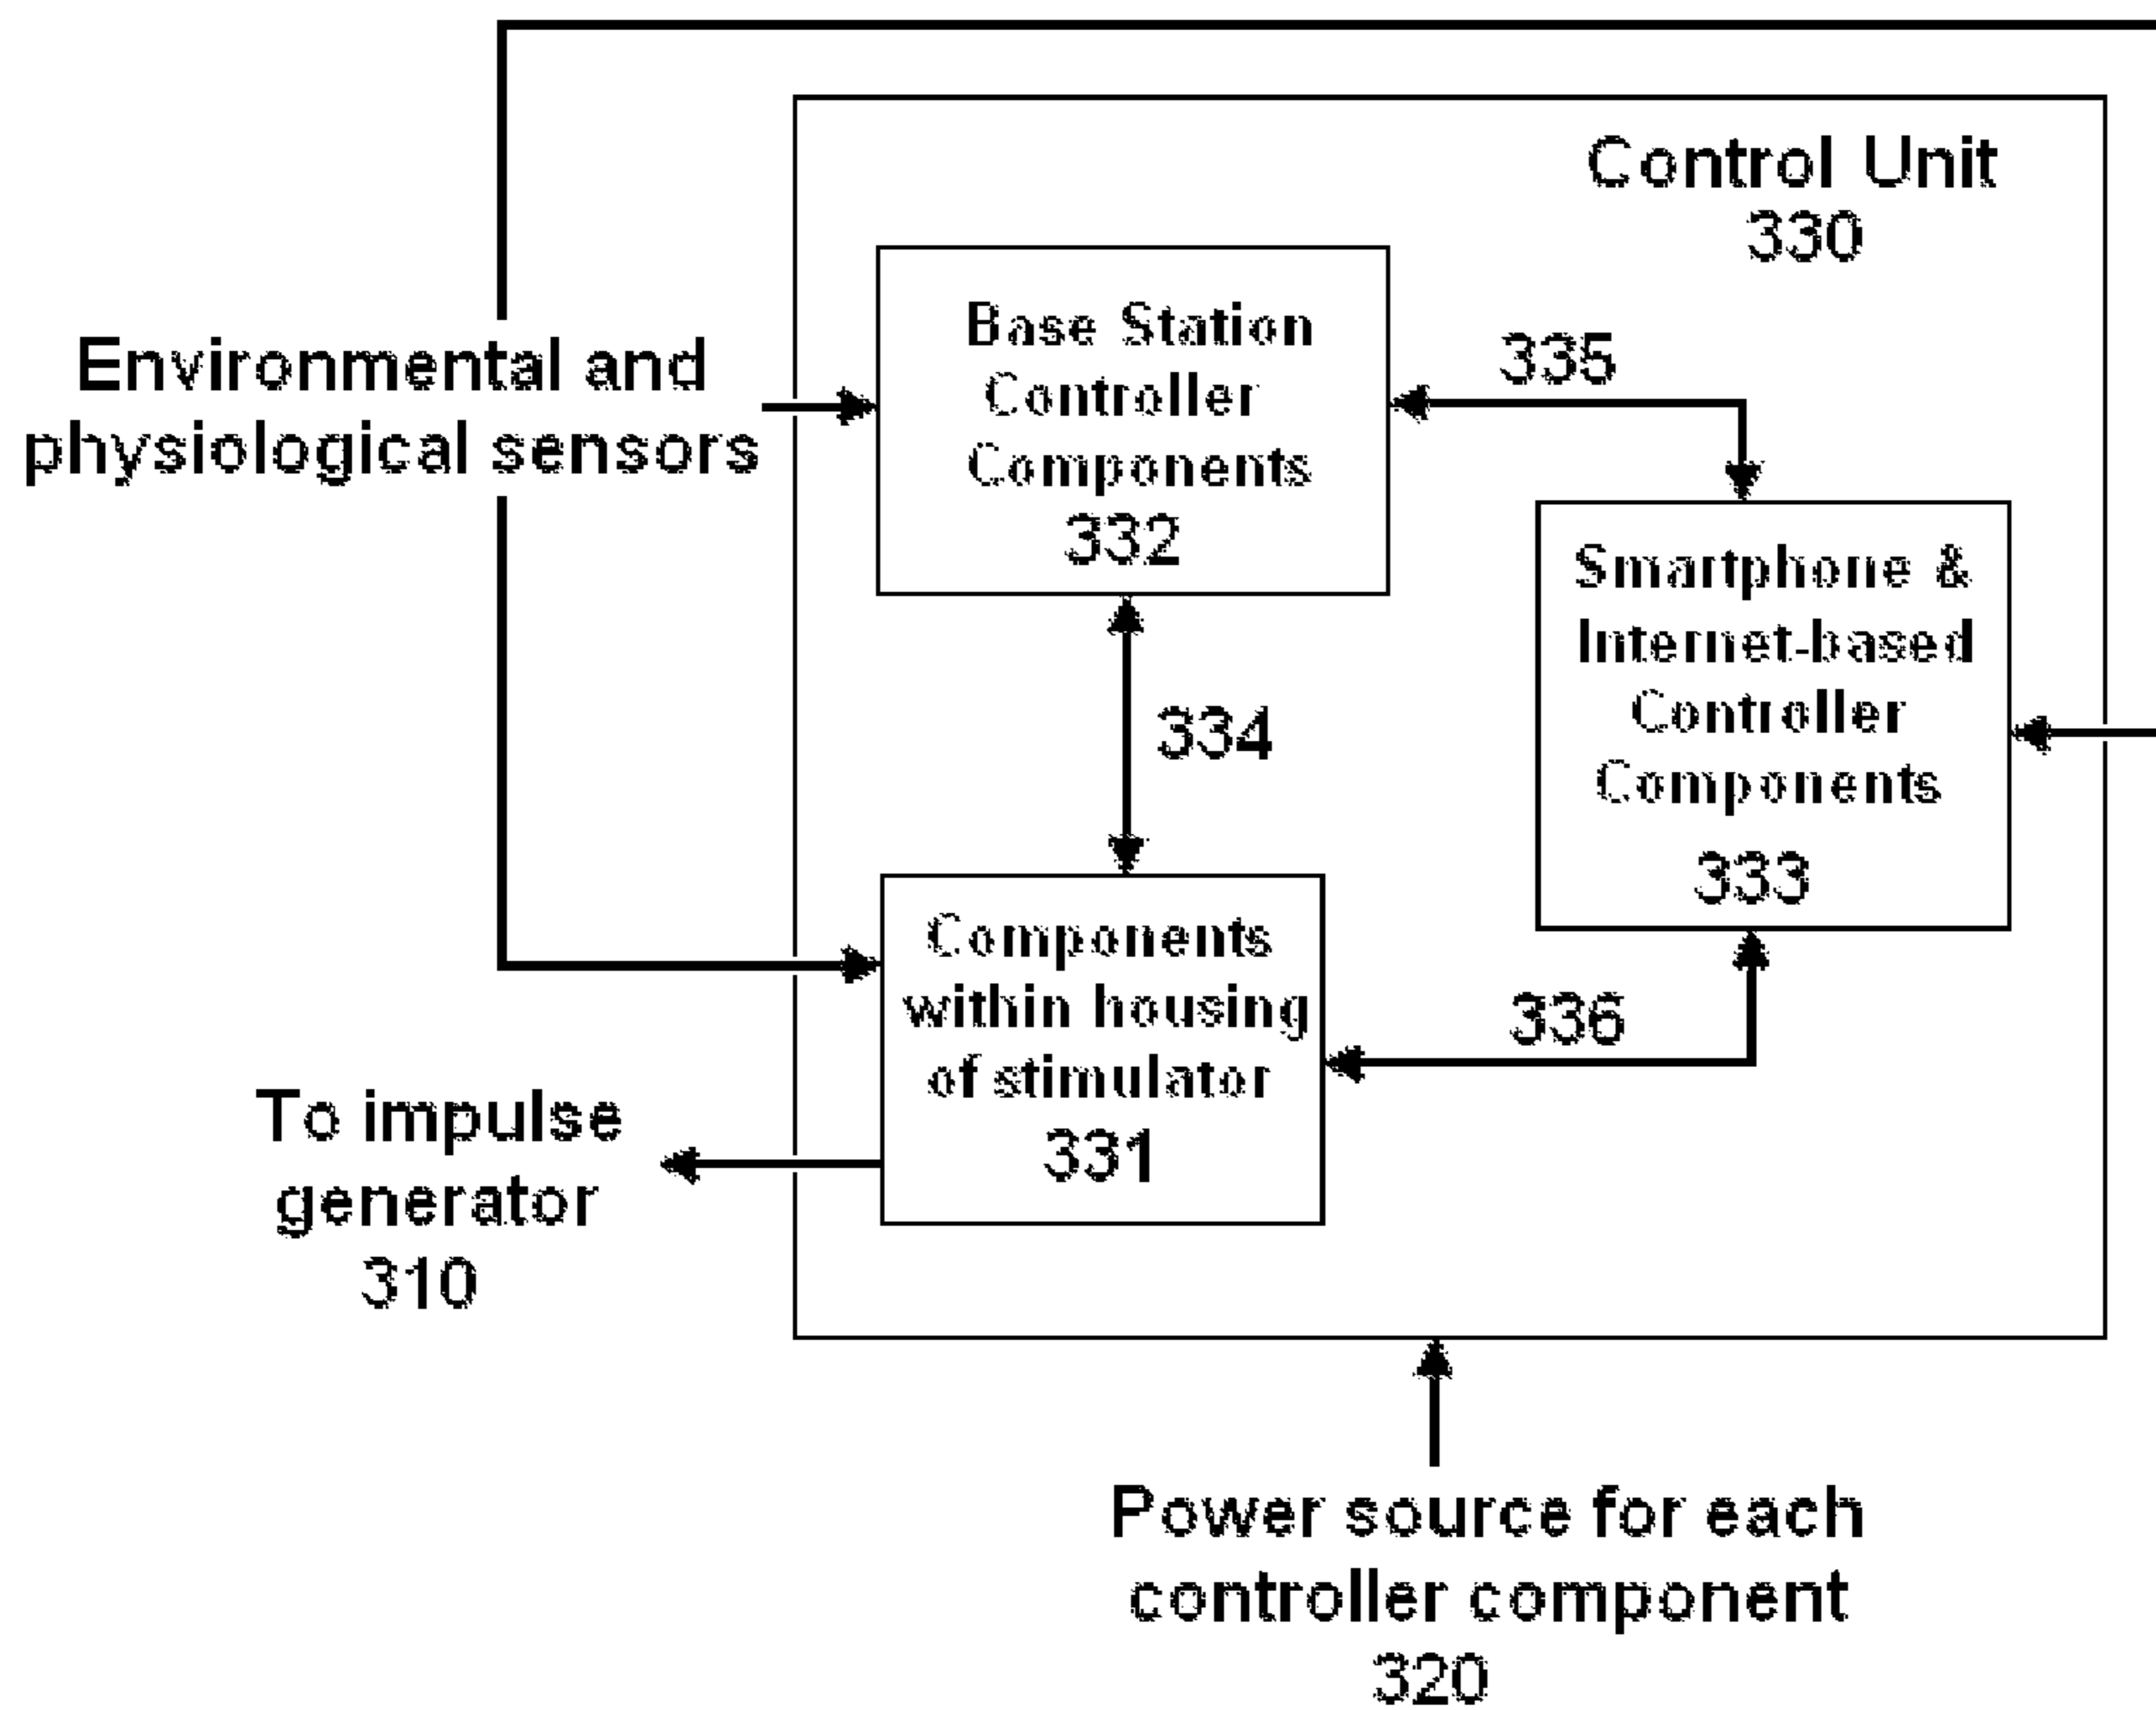 Control Unit
330
Base Station
Controller
Components
332
335
Environmental and
physiological sensors
Smartphone &
Internet-based
Controller
Components
333
334
Components
within housing
of stimulator
331
336
To impulse
generator
310
Power source for each
controller component
320